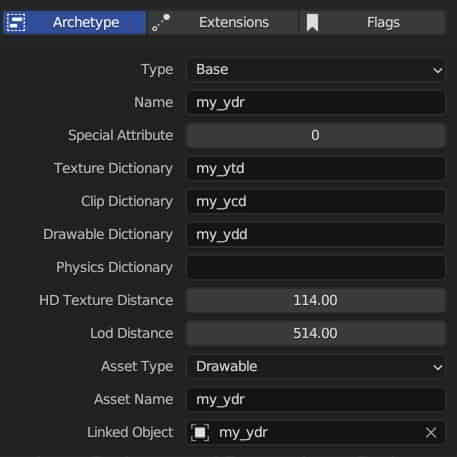 Archetype Extensions Flags
Type Base
Name my_ydr
Special Attribute 0
Texture Dictionary my_ytd
Clip Dictionary my_ycd
Drawable Dictionary my_ydd
Physics Dictionary
HD Texture Distance 114.00
Lod Distance 514.00
Asset Type Drawable
Asset Name my_ydr
Linked Object my_ydr